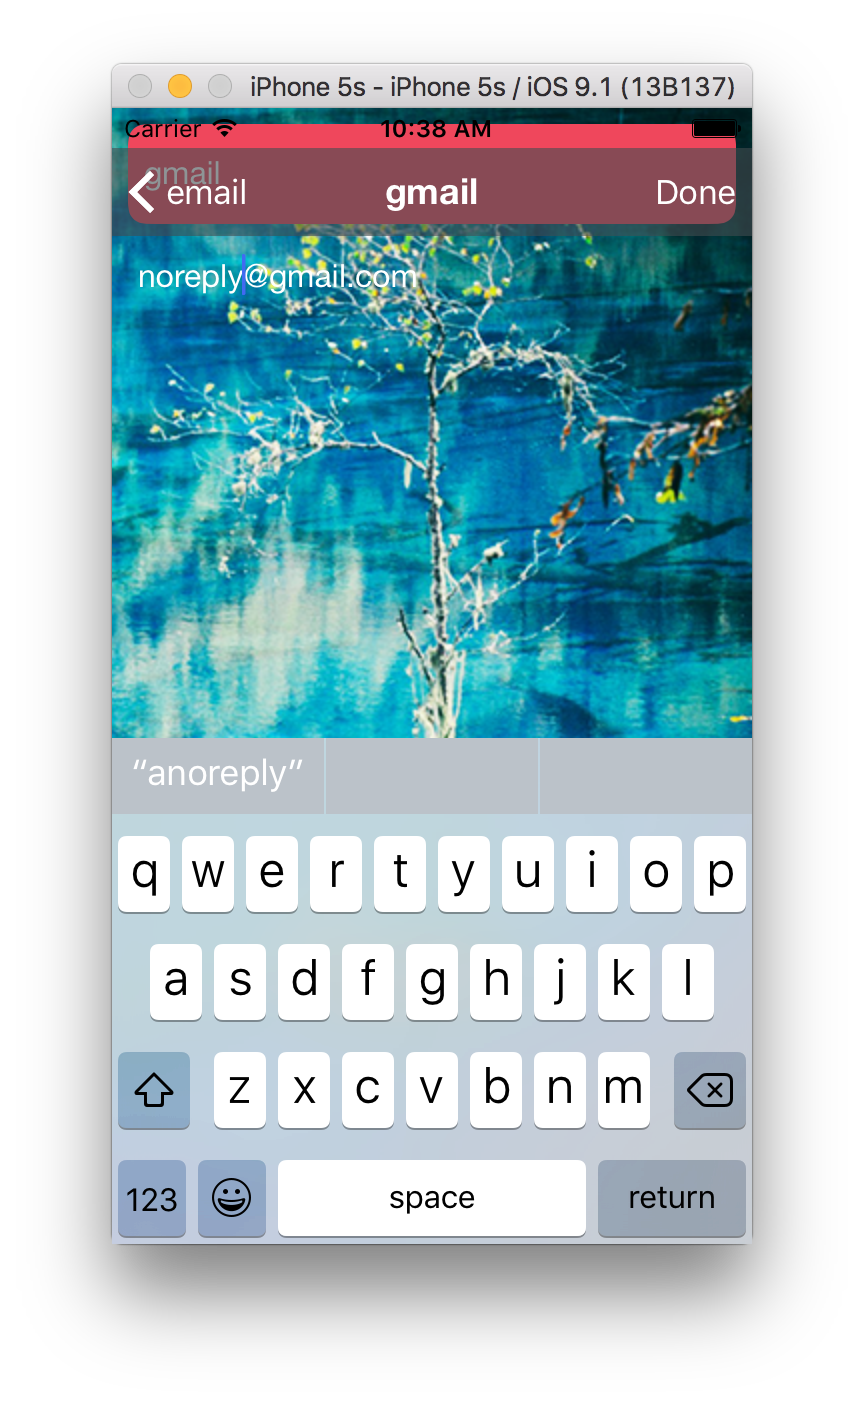 iPhone 5s - iPhone 5s / iOS 9.1 (13B137)
Carrier 10:38 AM
gmail
email gmail Done
noreply@gmail.com
“anoreply”
q w e r t y u i o p
a s d f g h j k l
z x c v b n m
123 space return